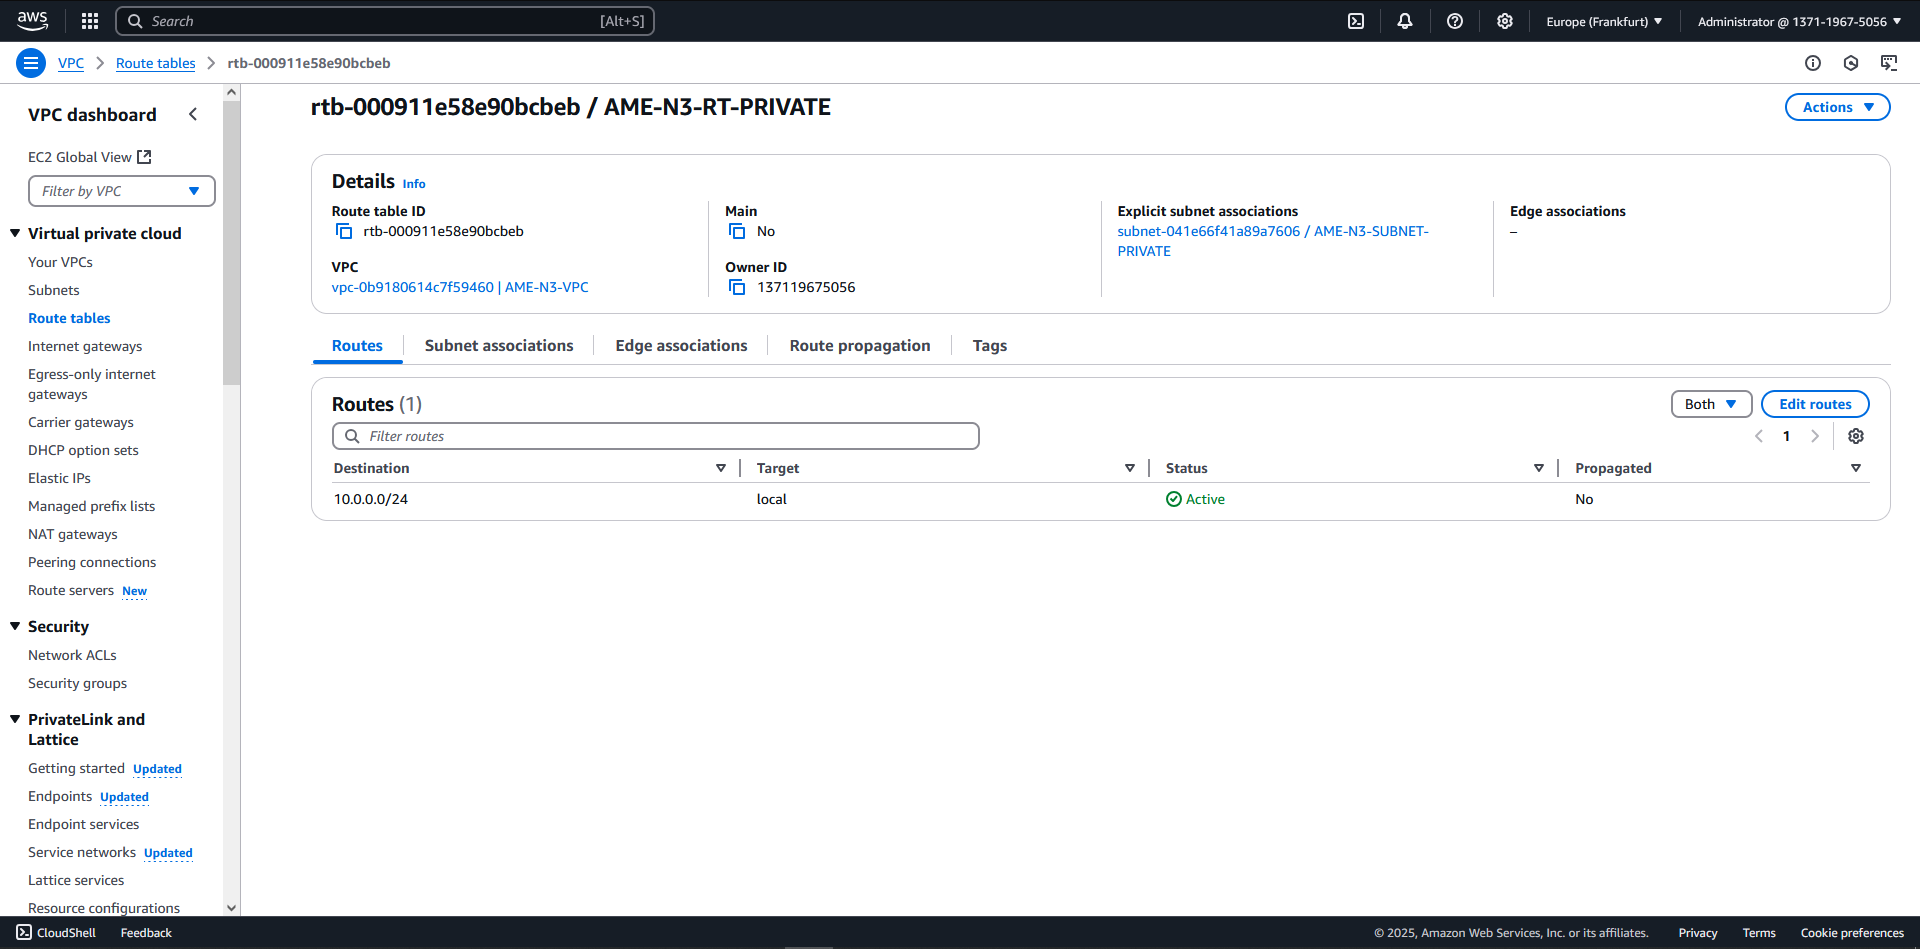 aws
Search [Alt+S]
Europe (Frankfurt) Administrator @ 1371-1967-5056
VPC Route tables rtb-000911e58e90bcbeb
VPC dashboard
EC2 Global View
Filter by VPC
Virtual private cloud
Your VPCs
Subnets
Route tables
Internet gateways
Egress-only internet
gateways
Carrier gateways
DHCP option sets
Elastic IPs
Managed prefix lists
NAT gateways
Peering connections
Route servers New
Security
Network ACLs
Security groups
PrivateLink and
Lattice
Getting started Updated
Endpoints Updated
Endpoint services
Service networks Updated
Lattice services
Resource configurations
rtb-000911e58e90bcbeb / AME-N3-RT-PRIVATE
Actions
Details Info
Route table ID
rtb-000911e58e90bcbeb
VPC
vpc-0b9180614c7f59460 | AME-N3-VPC
Main
No
Owner ID
137119675056
Explicit subnet associations
subnet-041e66f41a89a7606 / AME-N3-SUBNET-
PRIVATE
Edge associations
–
Routes Subnet associations Edge associations Route propagation Tags
Routes (1)
Both Edit routes
Filter routes
1
Destination Target Status Propagated
10.0.0.0/24 local Active No
CloudShell Feedback © 2025, Amazon Web Services, Inc. or its affiliates. Privacy Terms Cookie preferences